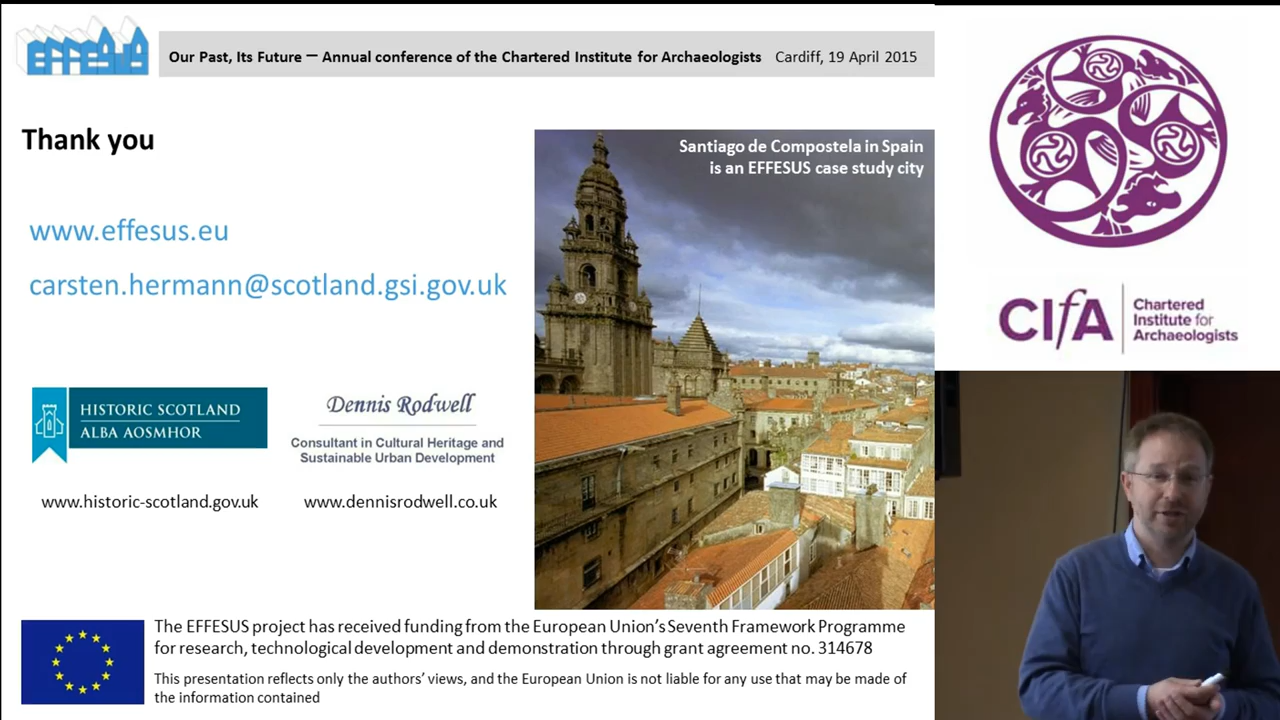 EFFESUS
Our Past, Its Future — Annual conference of the Chartered Institute for Archaeologists Cardiff, 19 April 2015
Thank you
Santiago de Compostela in Spain
is an EFFESUS case study city
www.effesus.eu
carsten.hermann@scotland.gsi.gov.uk
HISTORIC SCOTLAND
ALBA AOSMHOR
www.historic-scotland.gov.uk
Dennis Rodwell
Consultant in Cultural Heritage and
Sustainable Urban Development
www.dennisrodwell.co.uk
The EFFESUS project has received funding from the European Union's Seventh Framework Programme
for research, technological development and demonstration through grant agreement no. 314678
This presentation reflects only the authors' views, and the European Union is not liable for any use that may be made of
the information contained
CIfA
Chartered
Institute for
Archaeologists